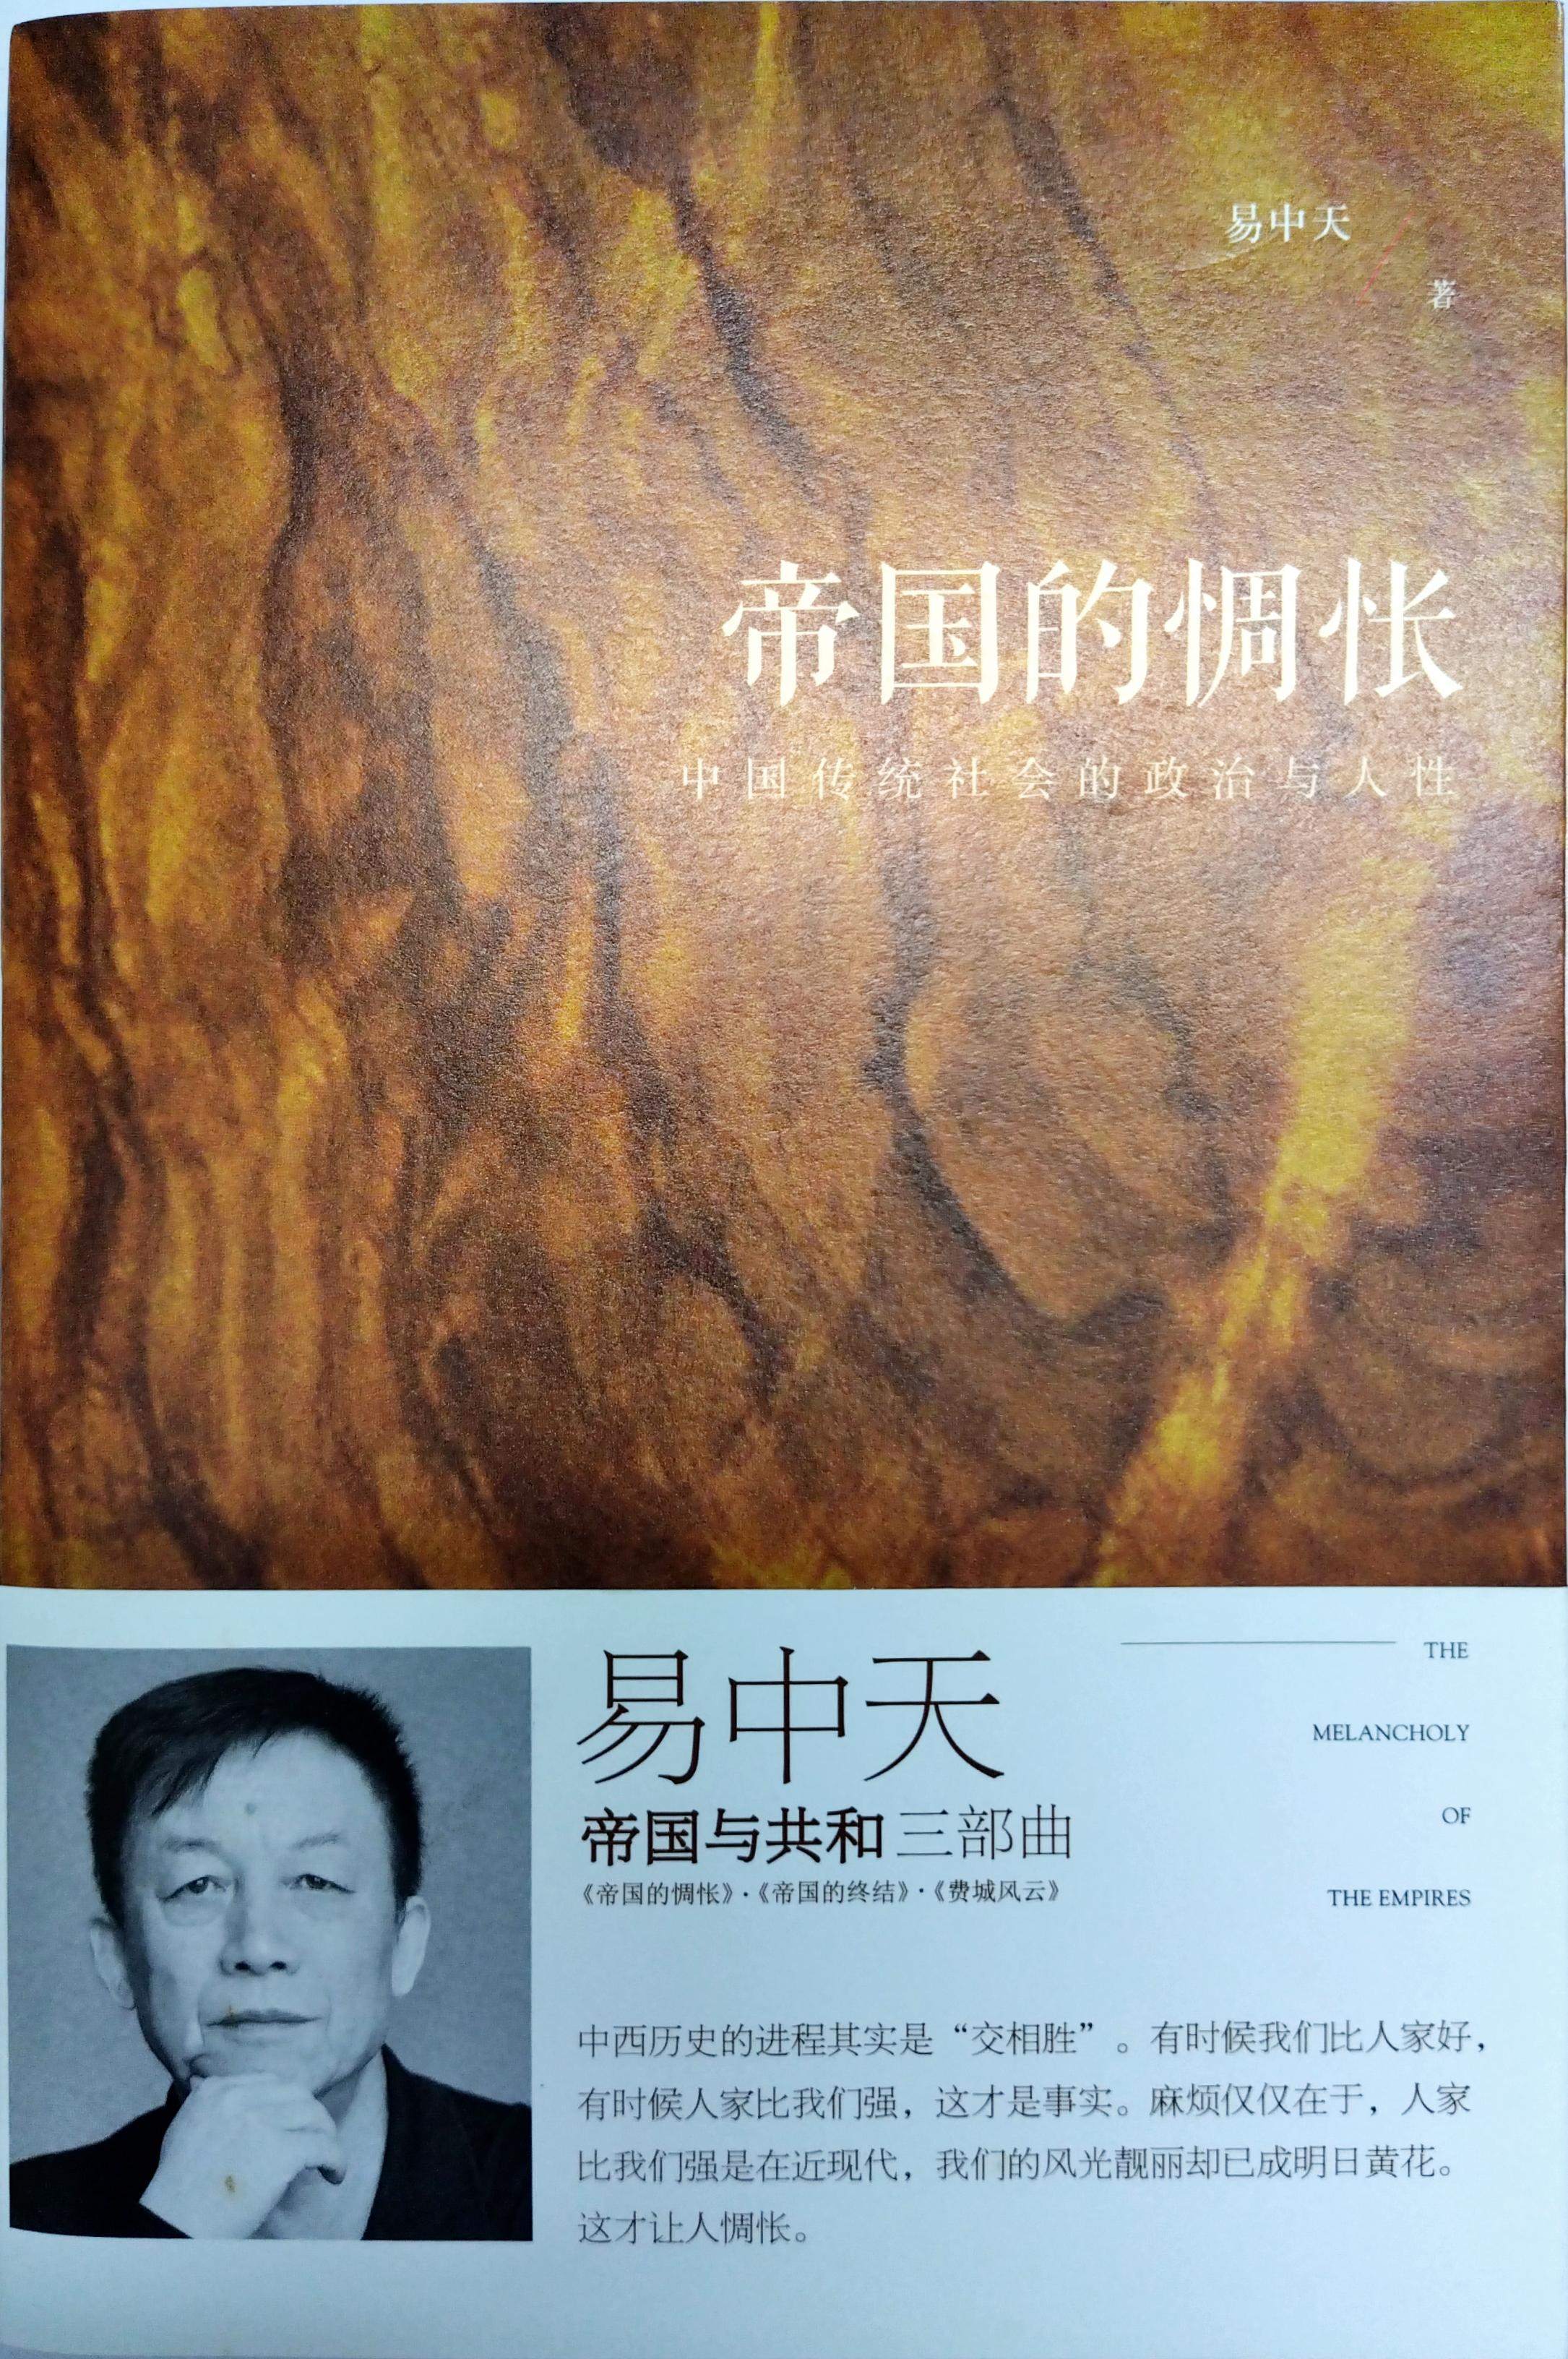 易中天
著
帝国的惆怅
中国传统社会的政治与人性
易中天
帝国与共和三部曲
《帝国的惆怅》·《帝国的终结》·《费城风云》
THE
MELANCHOLY
OF
THE EMPIRES
中西历史的进程其实是“交相胜”。有时候我们比人家好，
有时候人家比我们强，这才是事实。麻烦仅仅在于，人家
比我们强是在近现代，我们的风光靓丽却已成明日黄花。
这才让人惆怅。